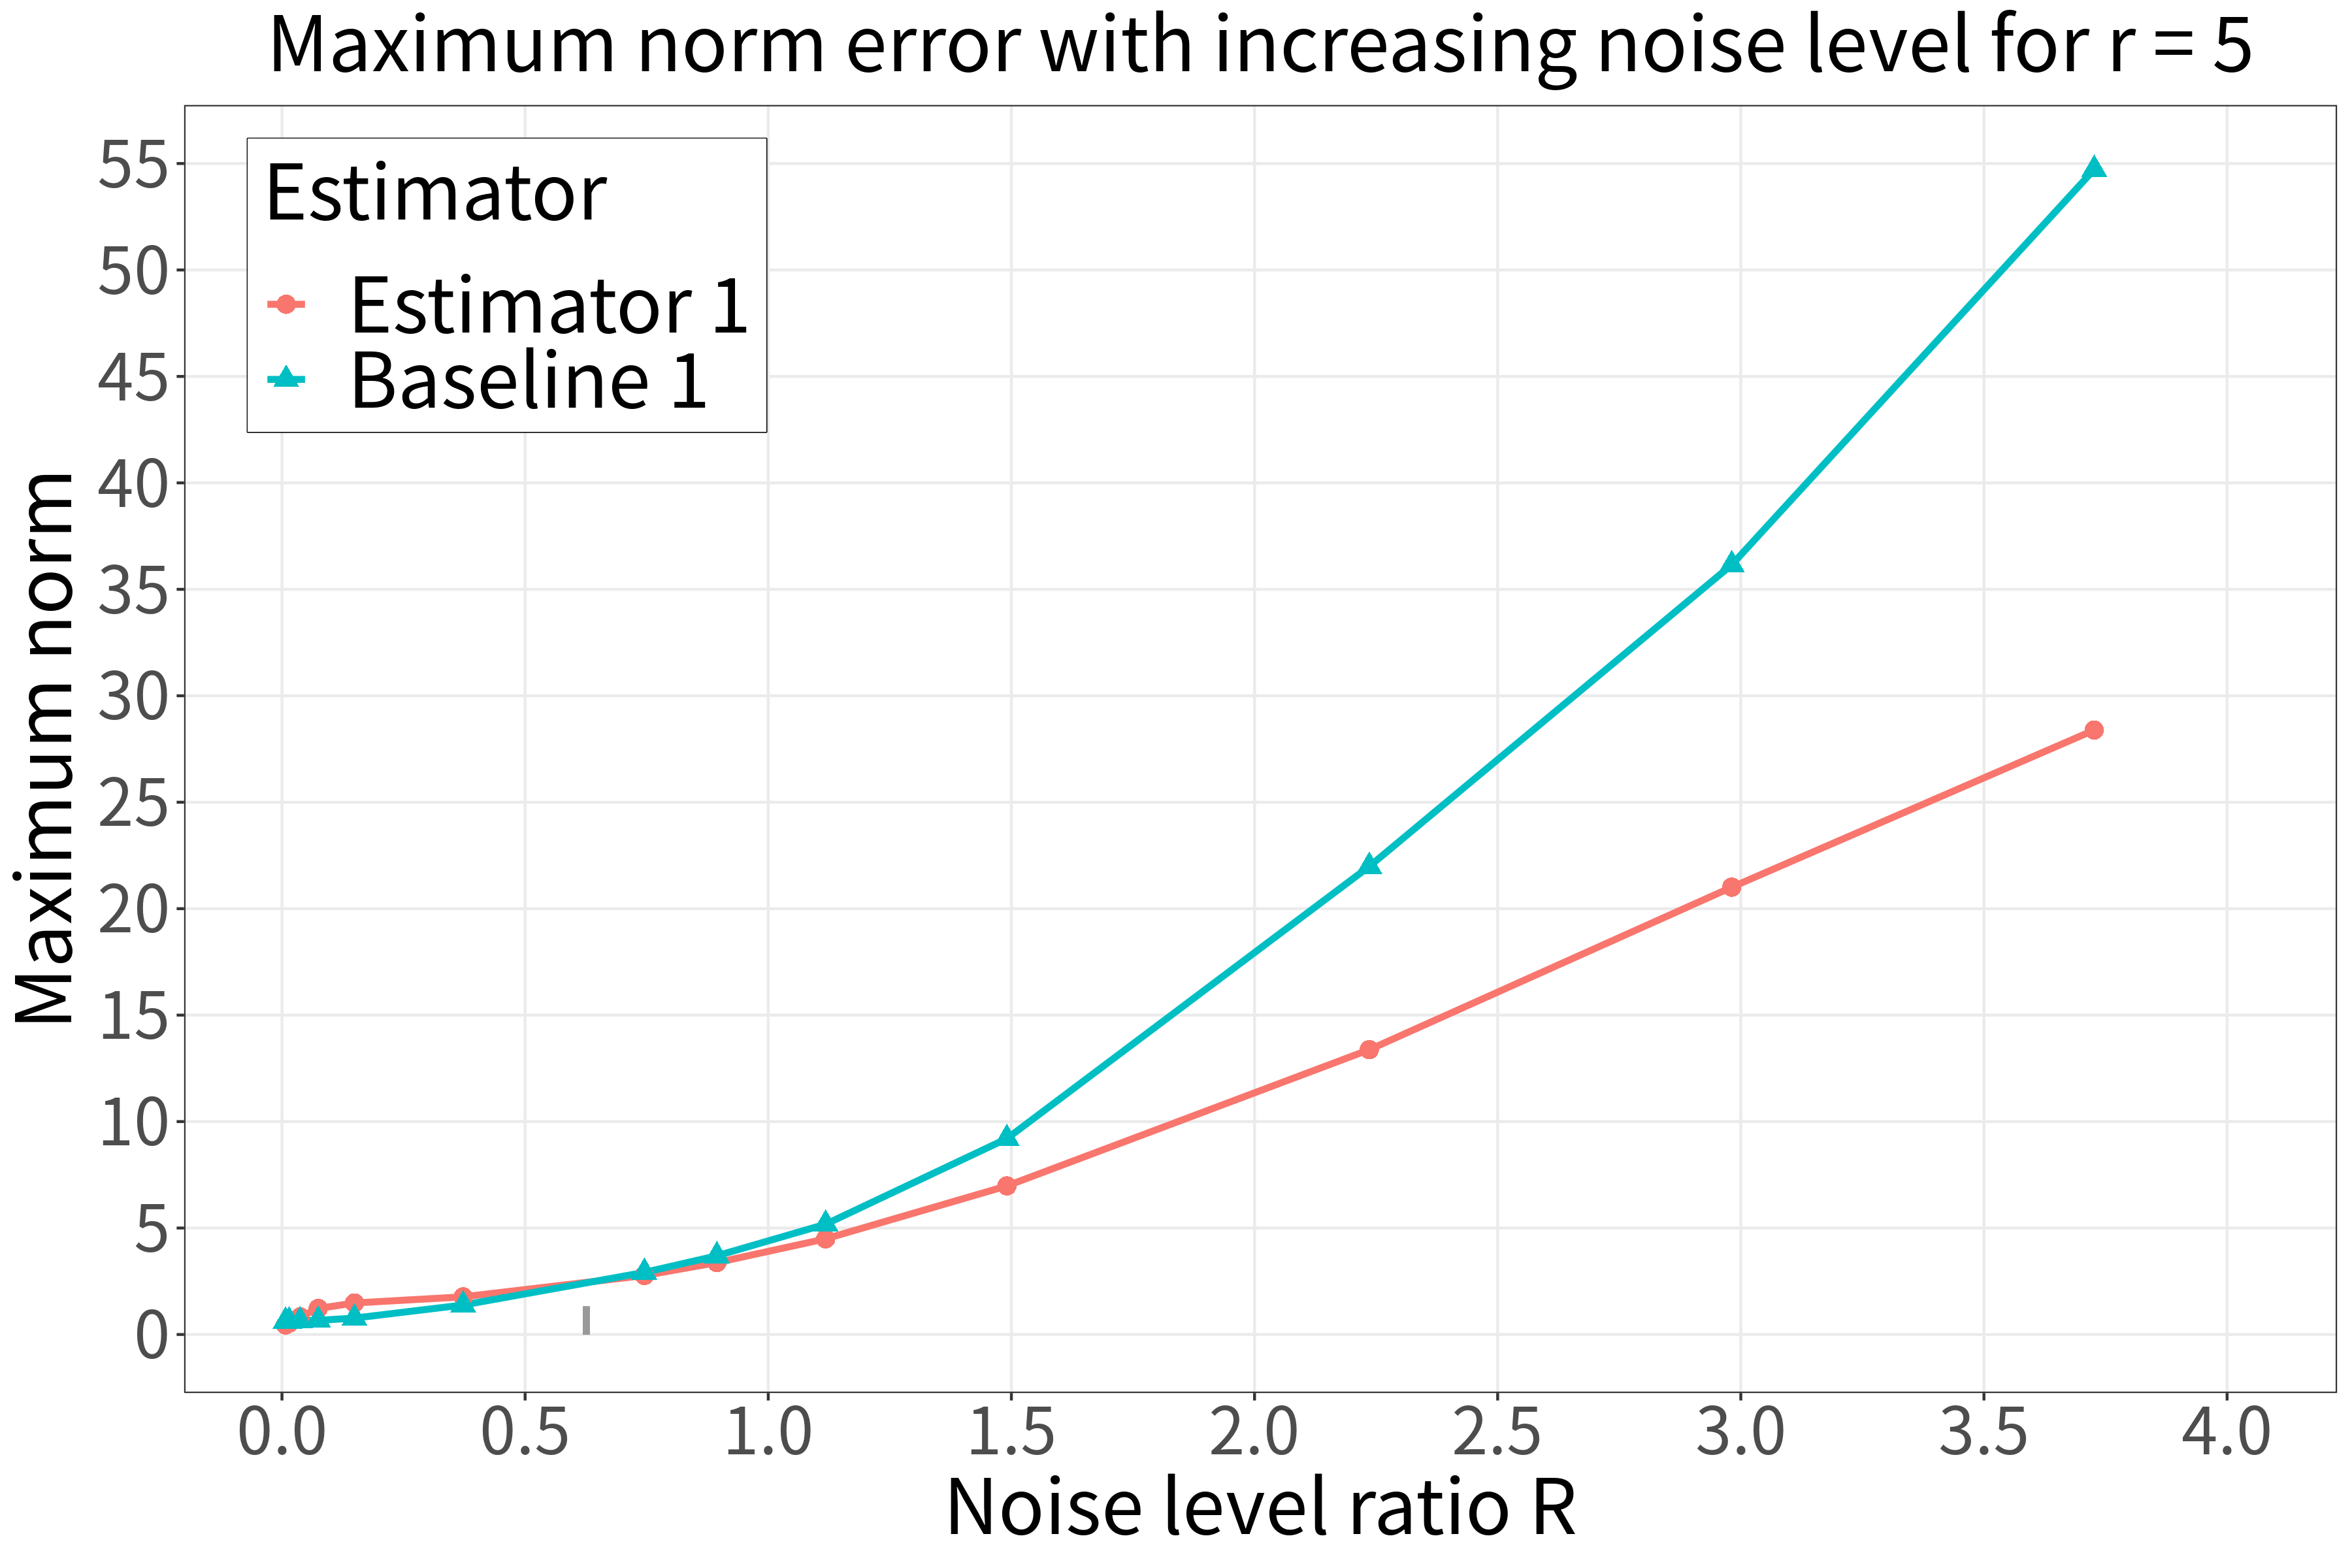 Maximum norm error with increasing noise level for r = 5
Estimator
Estimator 1
Baseline 1
Maximum norm
55
50
45
40
35
30
25
20
15
10
5
0
0.0 0.5 1.0 1.5 2.0 2.5 3.0 3.5 4.0
Noise level ratio R